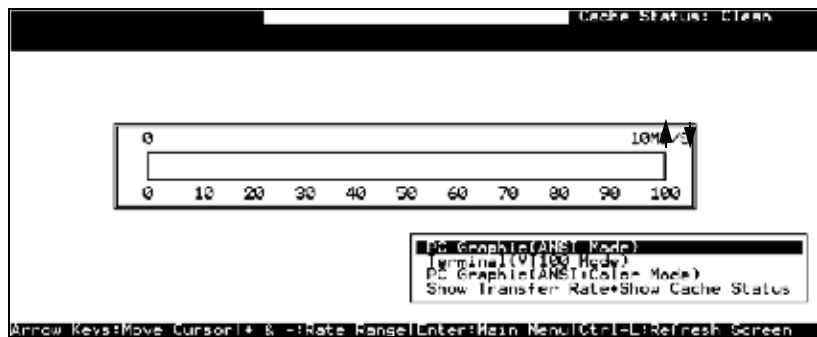 Cache Status: Clean
0 10MB/S
0 10 20 30 40 50 60 70 80 90 100
PC Graphic(ANSI Mode)
Terminal(VT100 Mode)
PC Graphic(ANSI+Color Mode)
Show Transfer Rate+Show Cache Status
Arrow Keys:Move Cursor|+ & -:Rate Range|Enter:Main Menu|Ctrl-L:Refresh Screen